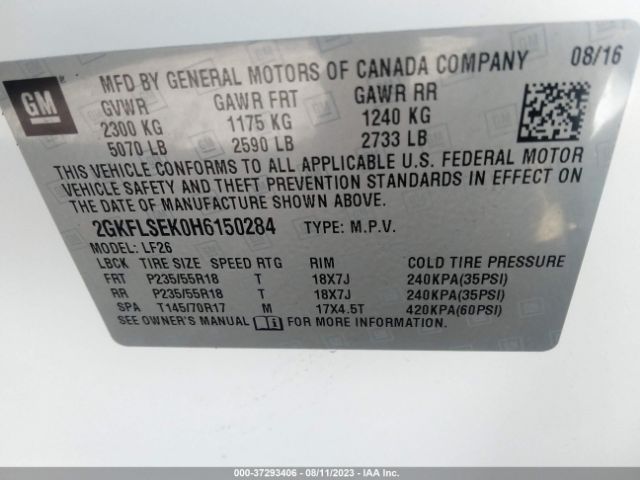 GM
MFD BY GENERAL MOTORS OF CANADA COMPANY 08/16
GVWR GAWR FRT GAWR RR
2300 KG 1175 KG 1240 KG
5070 LB 2590 LB 2733 LB
THIS VEHICLE CONFORMS TO ALL APPLICABLE U.S. FEDERAL MOTOR
VEHICLE SAFETY AND THEFT PREVENTION STANDARDS IN EFFECT ON
THE DATE OF MANUFACTURE SHOWN ABOVE.
2GKFLSEK0H6150284 TYPE: M.P.V.
MODEL: LF26
LBCK TIRE SIZE SPEED RTG RIM COLD TIRE PRESSURE
FRT P235/55R18 T 18X7J 240KPA(35PSI)
RR P235/55R18 T 18X7J 240KPA(35PSI)
SPA T145/70R17 M 17X4.5T 420KPA(60PSI)
SEE OWNER'S MANUAL FOR MORE INFORMATION.
000-37293406 - 08/11/2023 - IAA Inc.